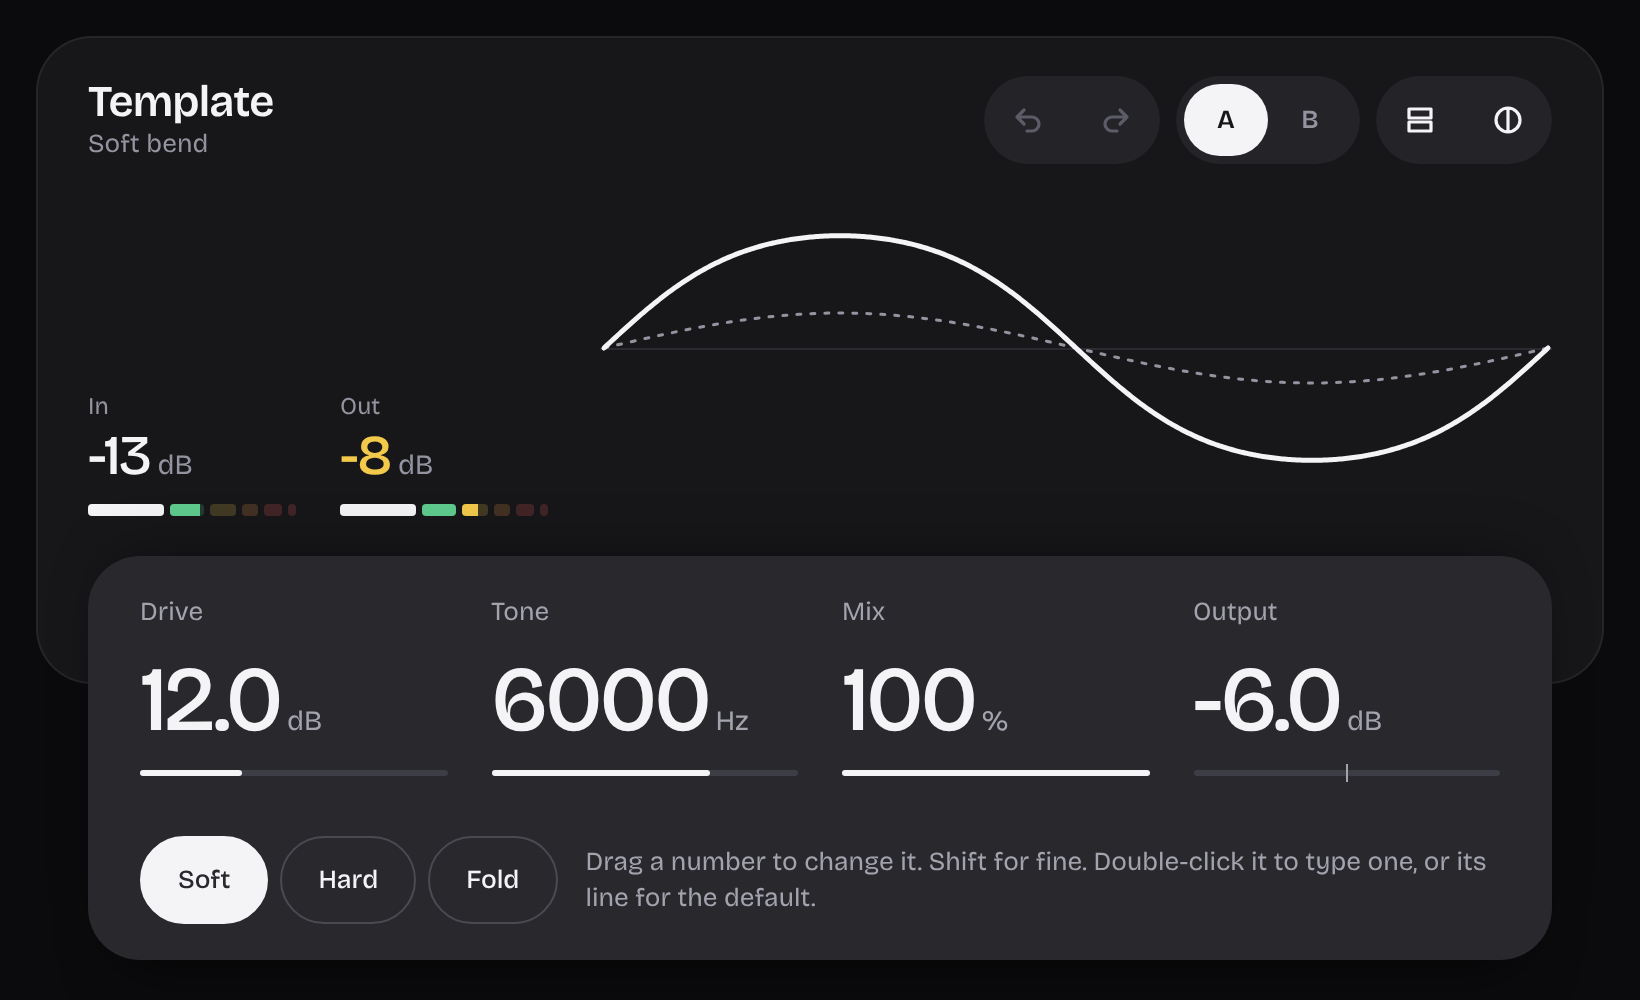 Template
Soft bend
A
B
In
-13 dB
Out
-8 dB
Drive
12.0 dB
Tone
6000 Hz
Mix
100 %
Output
-6.0 dB
Soft
Hard
Fold
Drag a number to change it. Shift for fine. Double-click it to type one, or its
line for the default.